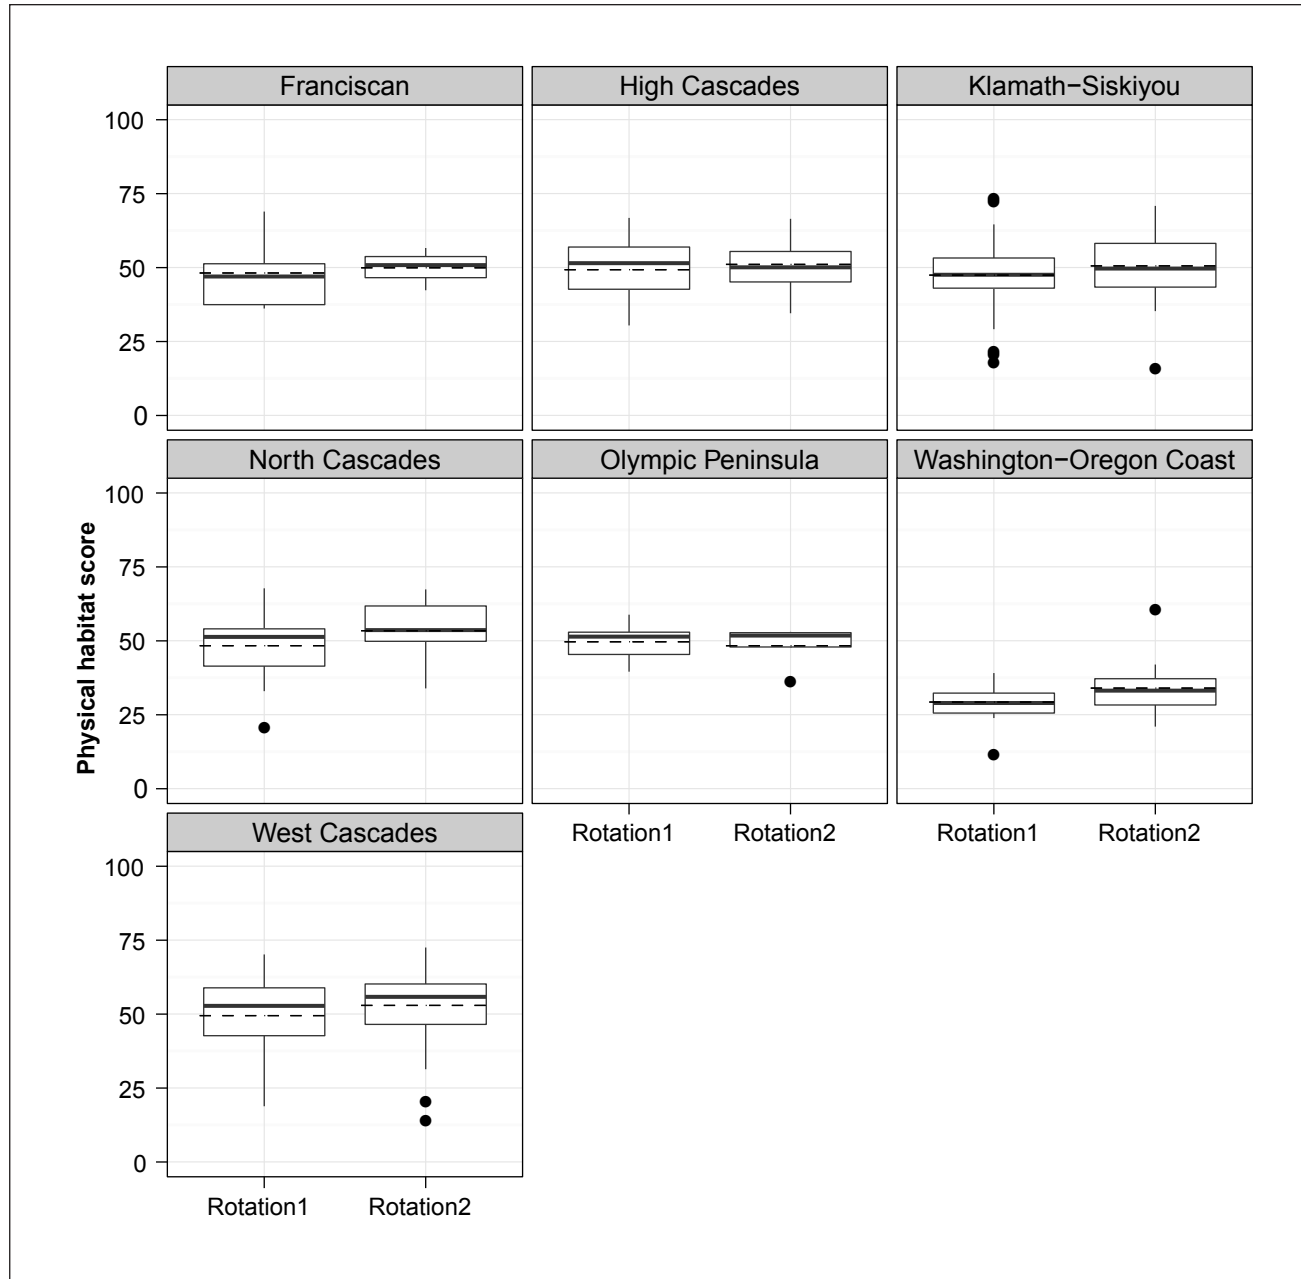 Franciscan
High Cascades
Klamath−Siskiyou
100
75
50
25
0
North Cascades
Olympic Peninsula
Washington−Oregon Coast
100
75
50
25
0
Physical habitat score
Rotation1
Rotation2
Rotation1
Rotation2
West Cascades
100
75
50
25
0
Rotation1
Rotation2